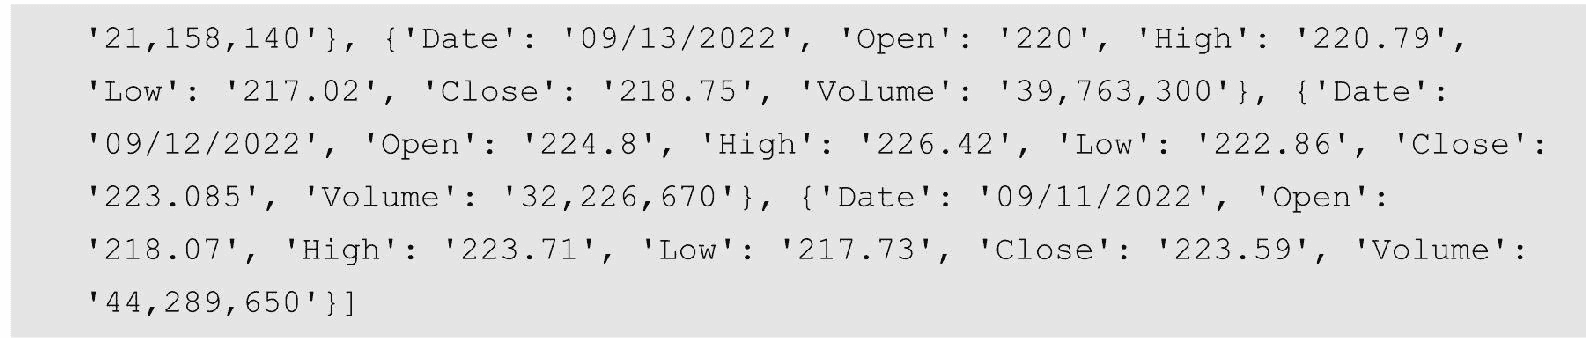 '21,158,140'}, {'Date': '09/13/2022', 'Open': '220', 'High': '220.79',
'Low': '217.02', 'Close': '218.75', 'Volume': '39,763,300'}, {'Date':
'09/12/2022', 'Open': '224.8', 'High': '226.42', 'Low': '222.86', 'Close':
'223.085', 'Volume': '32,226,670'}, {'Date': '09/11/2022', 'Open':
'218.07', 'High': '223.71', 'Low': '217.73', 'Close': '223.59', 'Volume':
'44,289,650'}]